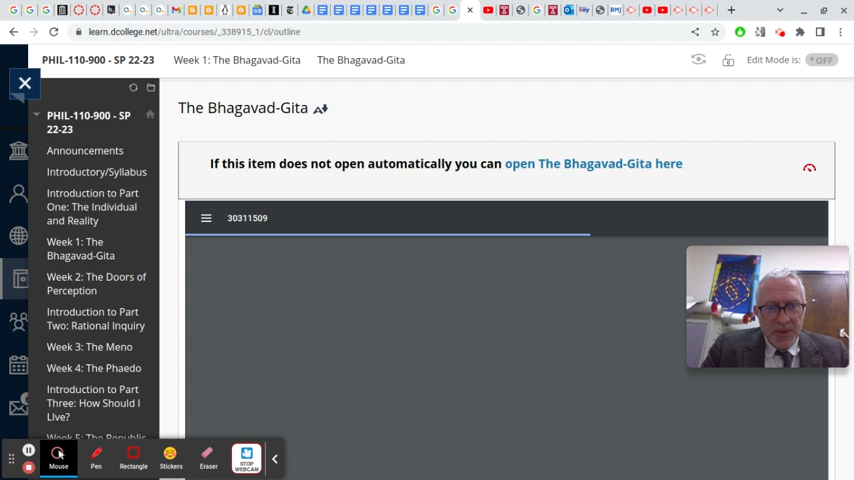 learn.dcollege.net/ultra/courses/_338915_1/cl/outline
PHIL-110-900 - SP 22-23
Week 1: The Bhagavad-Gita
The Bhagavad-Gita
Edit Mode is:
OFF
PHIL-110-900 - SP
22-23
Announcements
Introductory/Syllabus
Introduction to Part
One: The Individual
and Reality
Week 1: The
Bhagavad-Gita
Week 2: The Doors of
Perception
Introduction to Part
Two: Rational Inquiry
Week 3: The Meno
Week 4: The Phaedo
Introduction to Part
Three: How Should I
Live?
Week 5: The Republic
The Bhagavad-Gita
If this item does not open automatically you can open The Bhagavad-Gita here
30311509
Mouse
Pen
Rectangle
Stickers
Eraser
STOP
WEBCAM